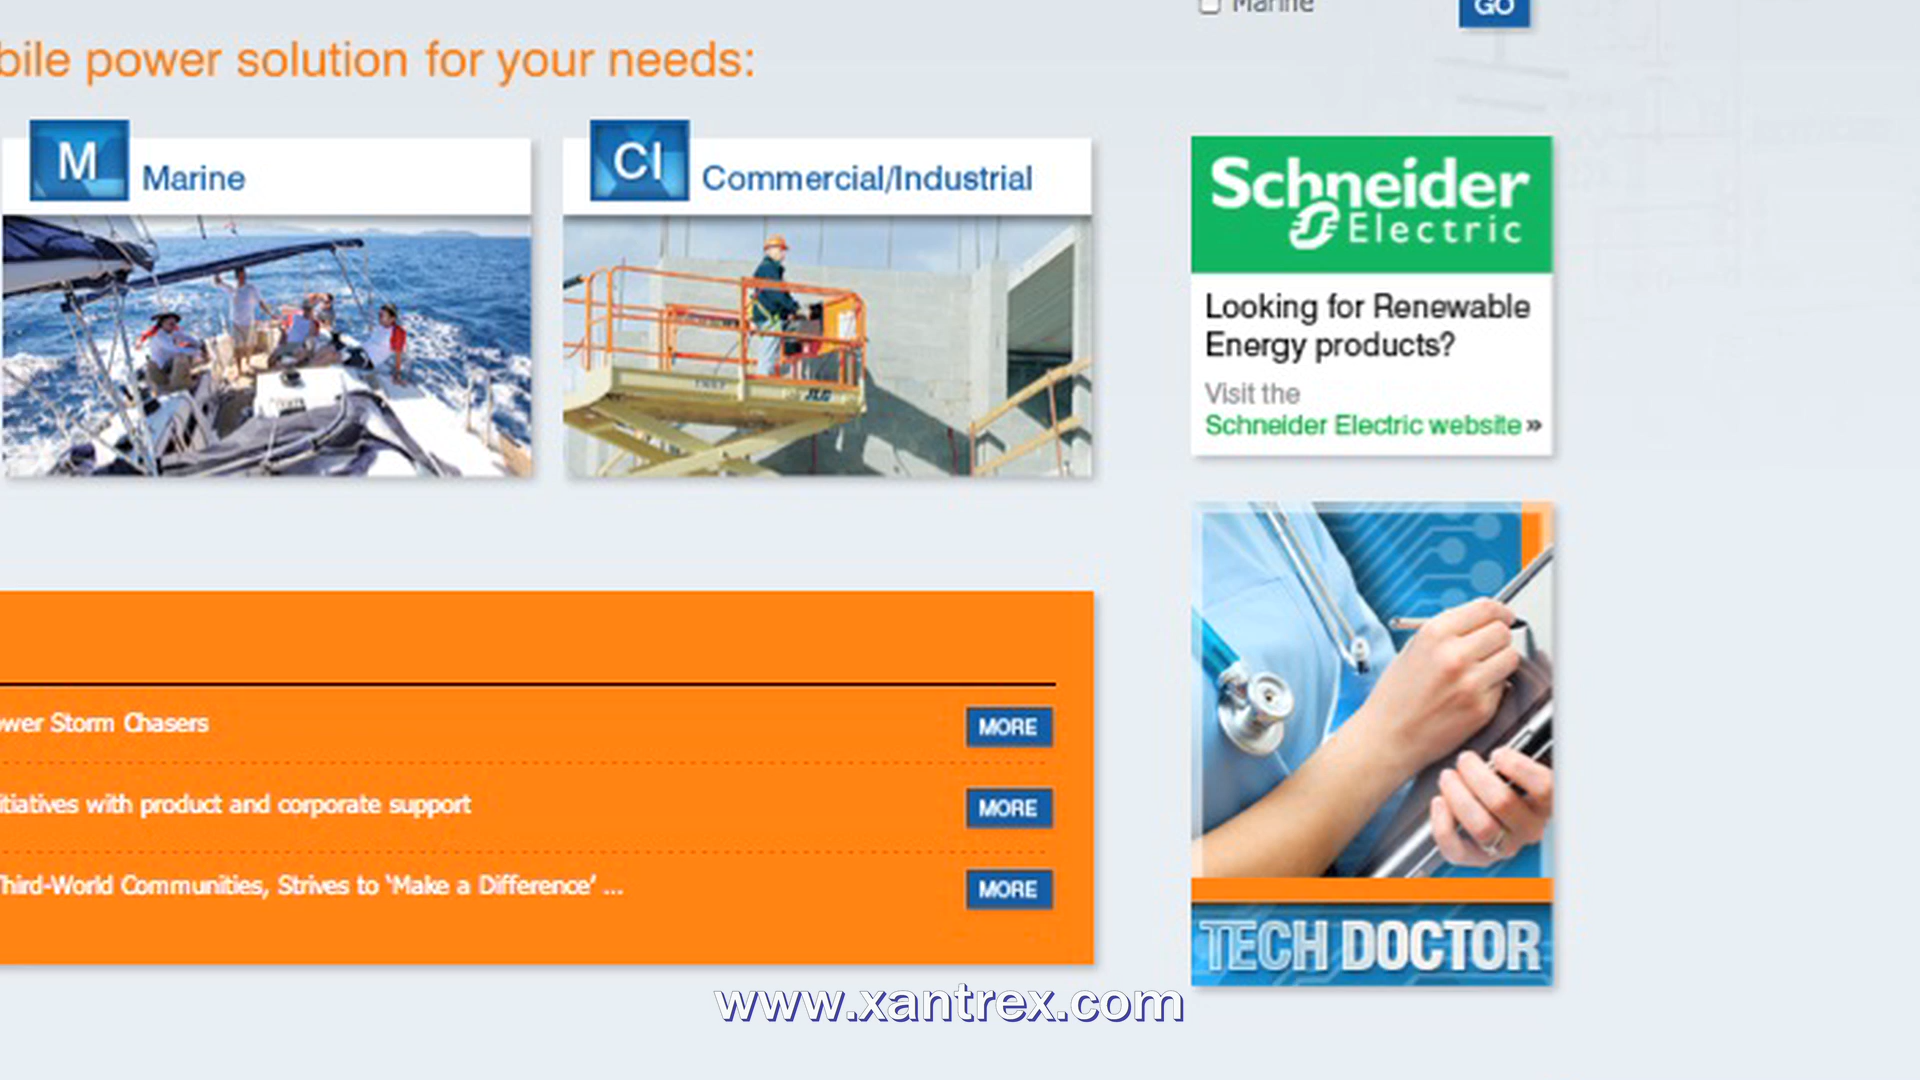 Marine
GO
bile power solution for your needs:
M
Marine
CI
Commercial/Industrial
JLG
Schneider
Electric
Looking for Renewable
Energy products?
Visit the
Schneider Electric website »
wer Storm Chasers
MORE
itiatives with product and corporate support
MORE
Third-World Communities, Strives to 'Make a Difference' ...
MORE
TECH DOCTOR
www.xantrex.com